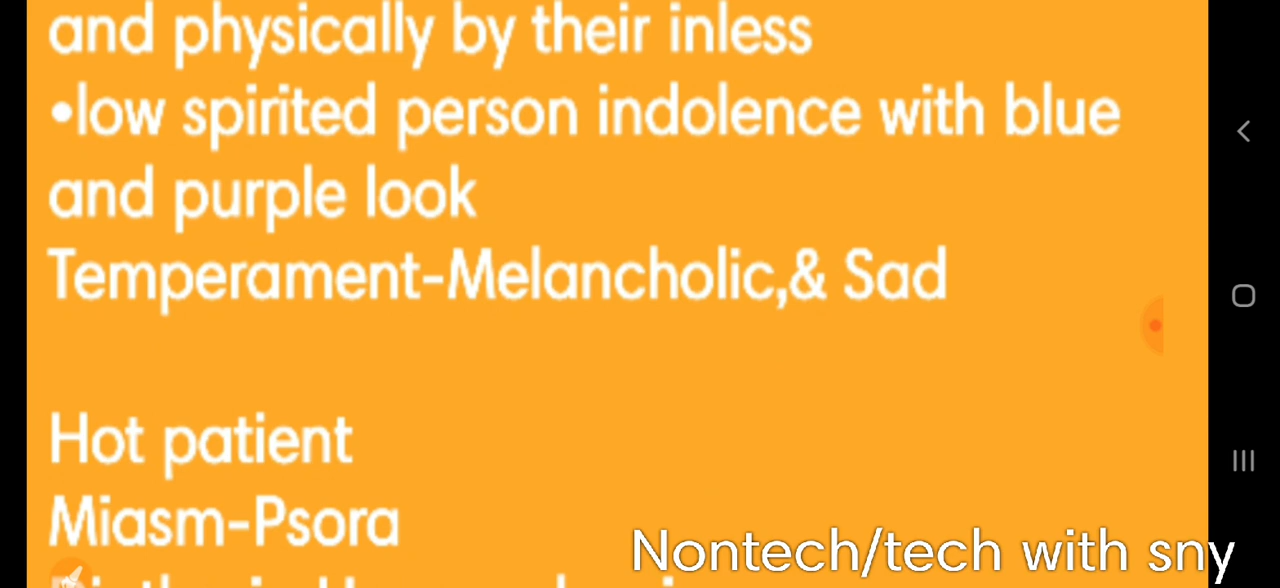 and physically by their inless
•low spirited person indolence with blue
and purple look
Temperament-Melancholic,& Sad
Hot patient
Miasm-Psora
Nontech/tech with sny